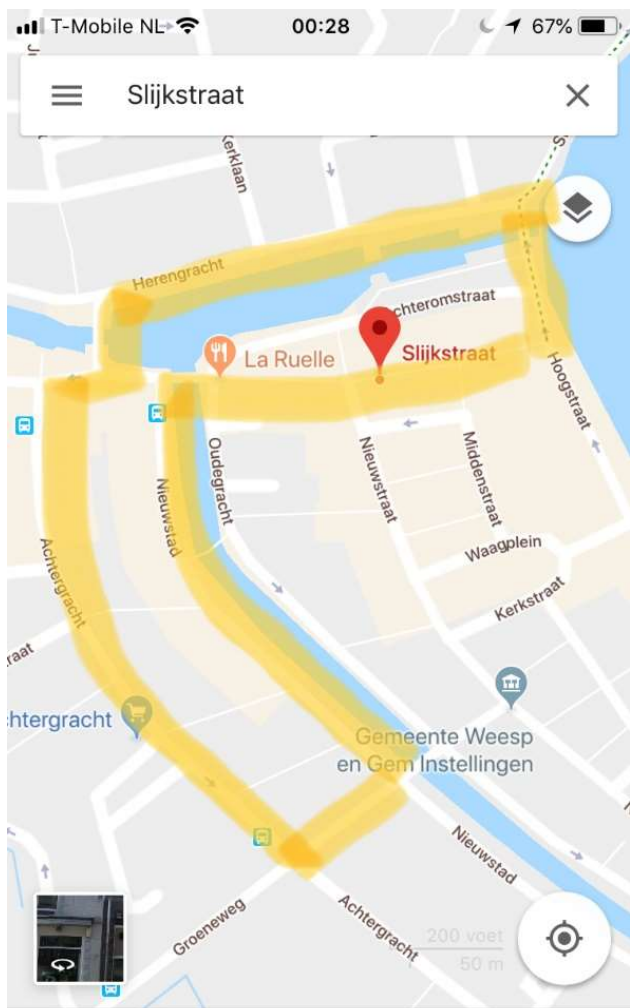 T-Mobile NL
00:28
67%
Slijkstraat
Kerklaan
Herengracht
chteromstraat
La Ruelle
Slijkstraat
Hoogstraat
Oudegracht
Nieuwstad
Nieuwstraat
Middenstraat
Waagplein
Kerkstraat
Achtergracht
raat
chtergracht
Gemeente Weesp
en Gem Instellingen
Nieuwstad
Achtergracht
Groeneweg
200 voet
50 m